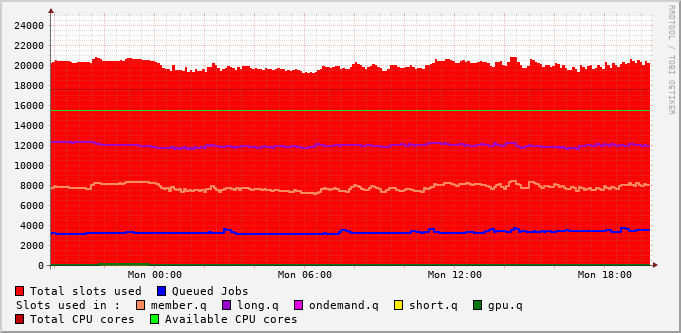 RRDTOOL / TOBI OETIKER
24000
22000
20000
18000
16000
14000
12000
10000
8000
6000
4000
2000
0
Mon 00:00 Mon 06:00 Mon 12:00 Mon 18:00
Total slots used Queued Jobs
Slots used in : member.q long.q ondemand.q short.q gpu.q
Total CPU cores Available CPU cores